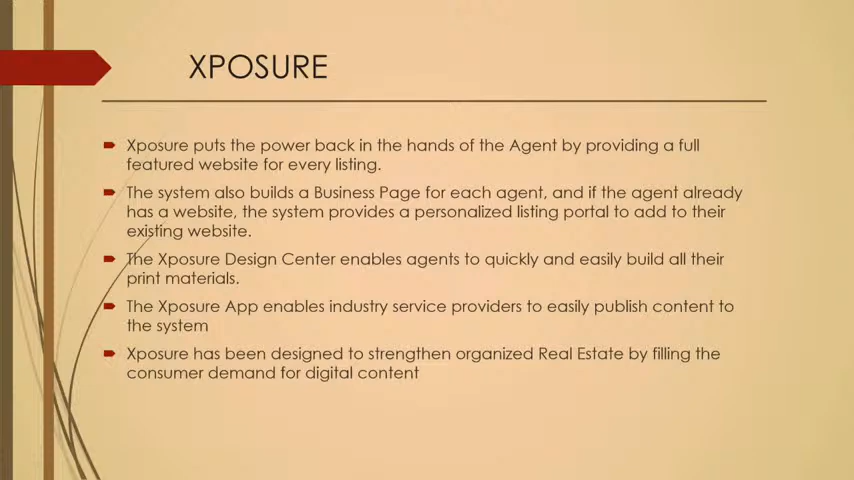 XPOSURE
Xposure puts the power back in the hands of the Agent by providing a full
featured website for every listing.
The system also builds a Business Page for each agent, and if the agent already
has a website, the system provides a personalized listing portal to add to their
existing website.
The Xposure Design Center enables agents to quickly and easily build all their
print materials.
The Xposure App enables industry service providers to easily publish content to
the system
Xposure has been designed to strengthen organized Real Estate by filling the
consumer demand for digital content